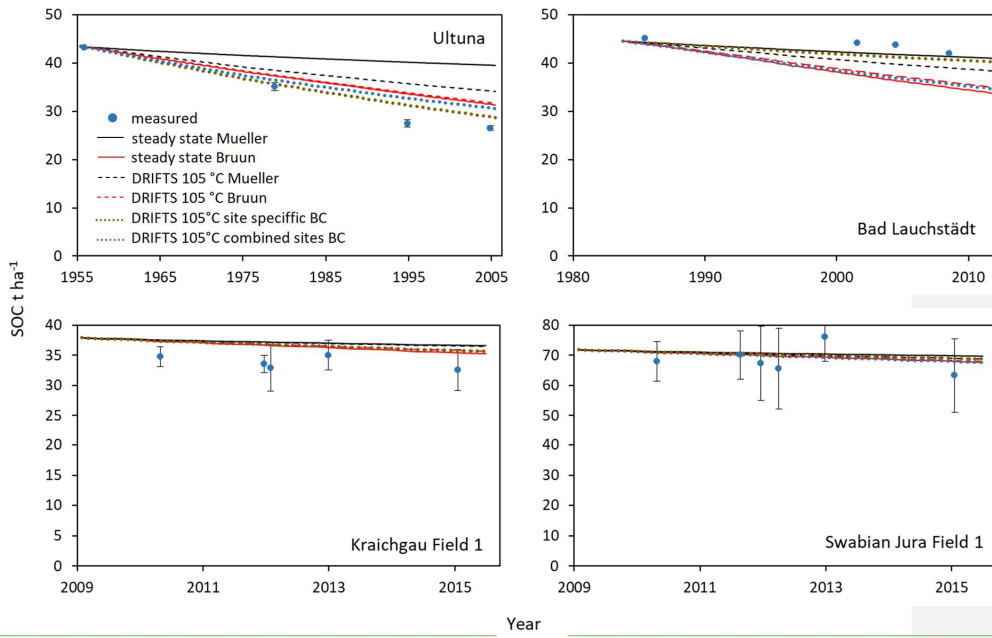 SOC t ha⁻¹
50
40
30
20
10
0
Ultuna
measured
steady state Mueller
steady state Bruun
DRIFTS 105 °C Mueller
DRIFTS 105 °C Bruun
DRIFTS 105°C site speciffic BC
DRIFTS 105°C combined sites BC
1955 1965 1975 1985 1995 2005
50
40
30
20
10
0
Bad Lauchstädt
1980 1990 2000 2010
40
35
30
25
20
15
10
5
0
Kraichgau Field 1
2009 2011 2013 2015
80
70
60
50
40
30
20
10
0
Swabian Jura Field 1
2009 2011 2013 2015
Year